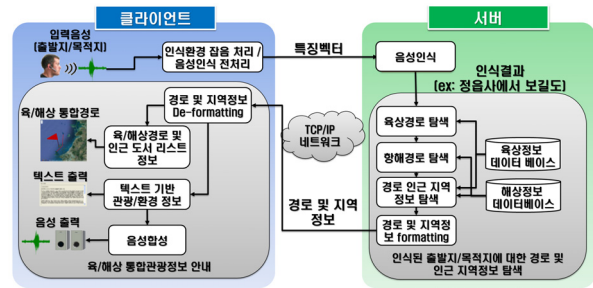 클라이언트
입력음성
(출발지/목적지)
인식환경 잡음 처리 /
음성인식 전처리
경로 및 지역정보
De-formatting
육/해상 통합경로
육/해상경로 및
인근 도서 리스트
정보
텍스트 출력
텍스트 기반
관광/환경 정보
음성 출력
음성합성
육/해상 통합관광정보 안내
특징벡터
TCP/IP
네트워크
경로 및 지역
정보
서버
음성인식
인식결과
(ex: 정읍사에서 보길도)
육상경로 탐색
항해경로 탐색
경로 인근 지역
정보 탐색
경로 및 지역정
보 formatting
육상정보
데이터 베이스
해상정보
데이터베이스
인식된 출발지/목적지에 대한 경로 및
인근 지역정보 탐색